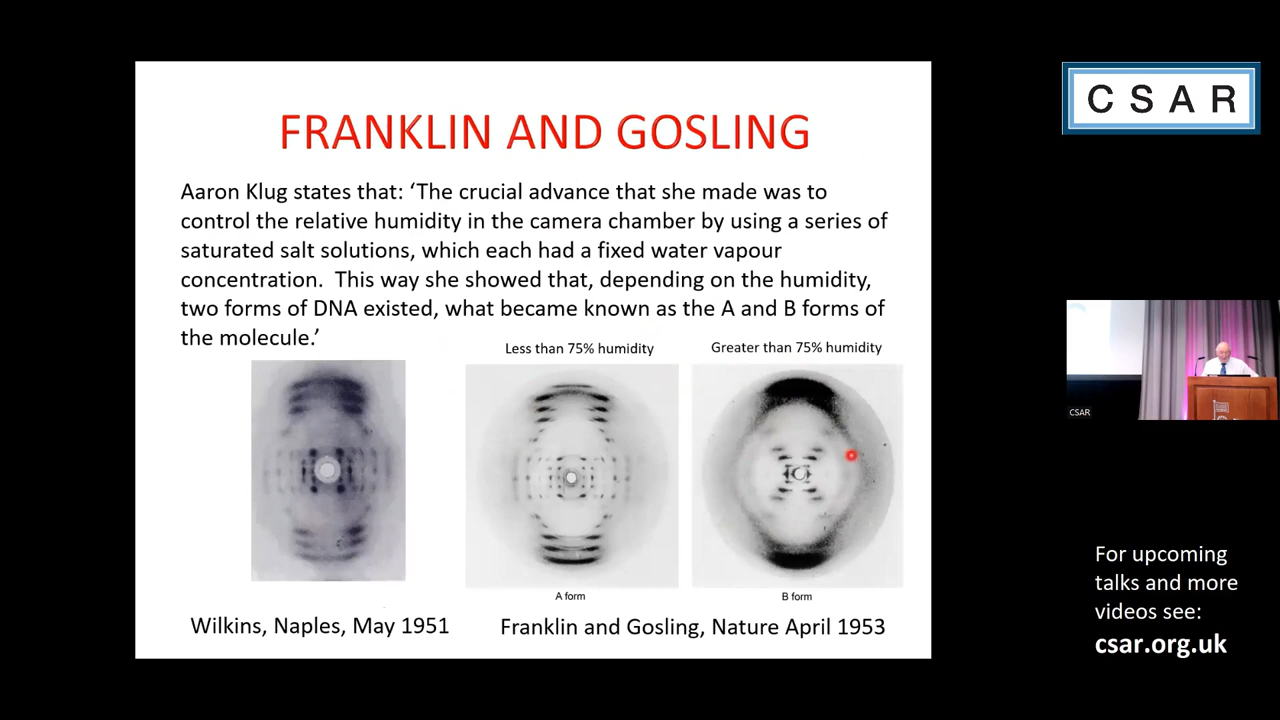 FRANKLIN AND GOSLING
Aaron Klug states that: ‘The crucial advance that she made was to
control the relative humidity in the camera chamber by using a series of
saturated salt solutions, which each had a fixed water vapour
concentration.  This way she showed that, depending on the humidity,
two forms of DNA existed, what became known as the A and B forms of
the molecule.’
Less than 75% humidity
Greater than 75% humidity
A form
B form
Wilkins, Naples, May 1951
Franklin and Gosling, Nature April 1953
C S A R
CSAR
For upcoming
talks and more
videos see:
csar.org.uk